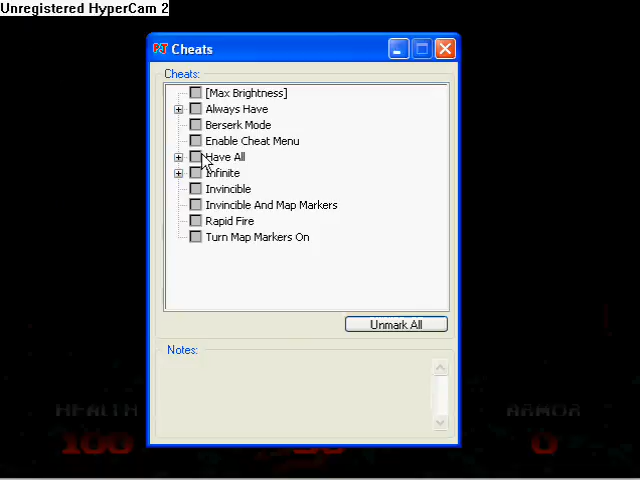 Unregistered HyperCam 2
Cheats
Cheats:
[Max Brightness]
Always Have
Berserk Mode
Enable Cheat Menu
Have All
Infinite
Invincible
Invincible And Map Markers
Rapid Fire
Turn Map Markers On
Unmark All
Notes:
HEALTH
ARMOR
100
0